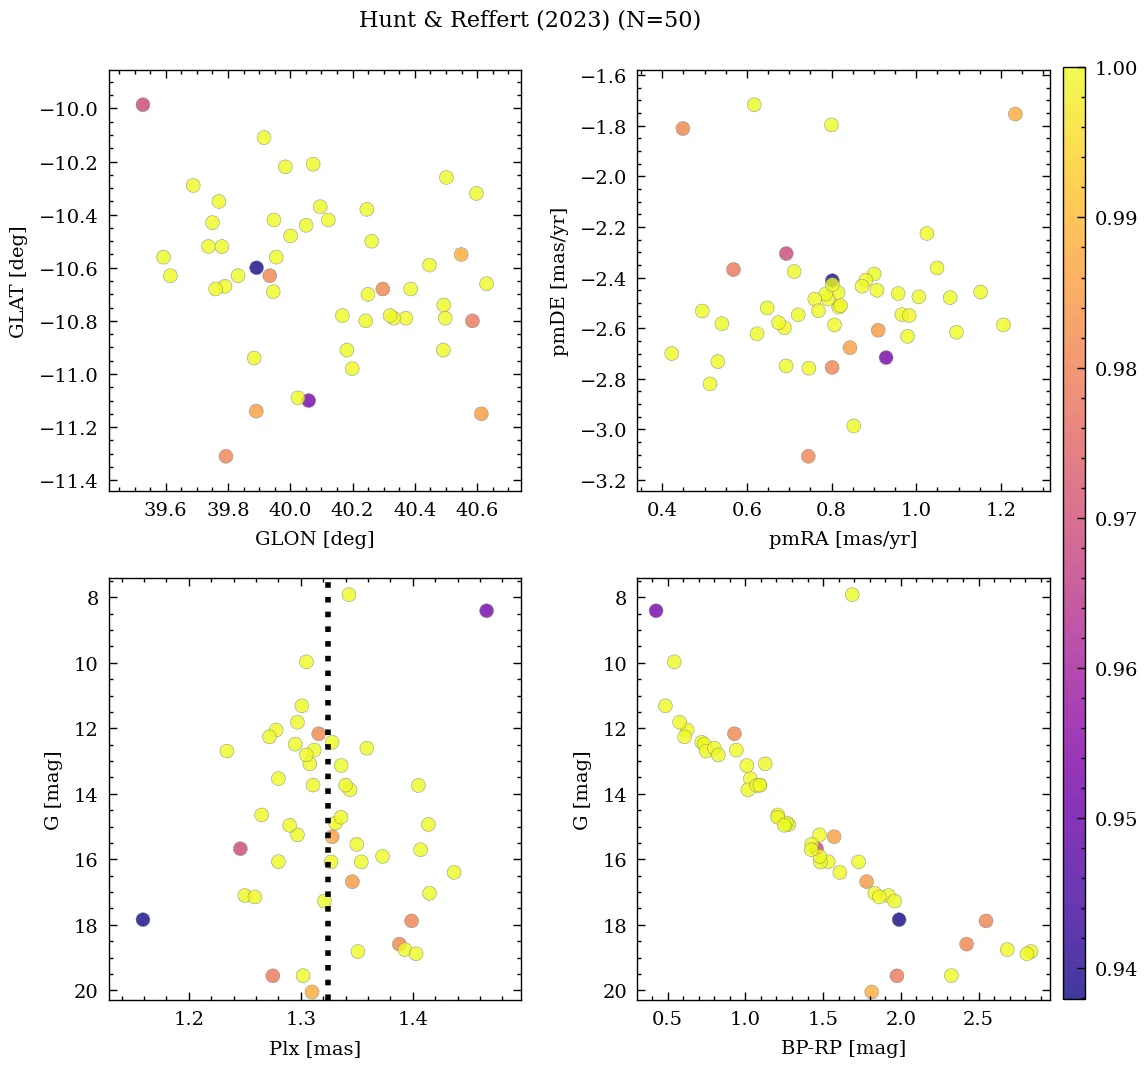 Hunt & Reffert (2023) (N=50)
−10.0
−10.2
−10.4
−10.6
−10.8
−11.0
−11.2
−11.4
GLAT [deg]
39.6 39.8 40.0 40.2 40.4 40.6
GLON [deg]
−1.6
−1.8
−2.0
−2.2
−2.4
−2.6
−2.8
−3.0
−3.2
pmDE [mas/yr]
0.4 0.6 0.8 1.0 1.2
pmRA [mas/yr]
8
10
12
14
16
18
20
G [mag]
1.2 1.3 1.4
Plx [mas]
8
10
12
14
16
18
20
G [mag]
0.5 1.0 1.5 2.0 2.5
BP-RP [mag]
1.00
0.99
0.98
0.97
0.96
0.95
0.94